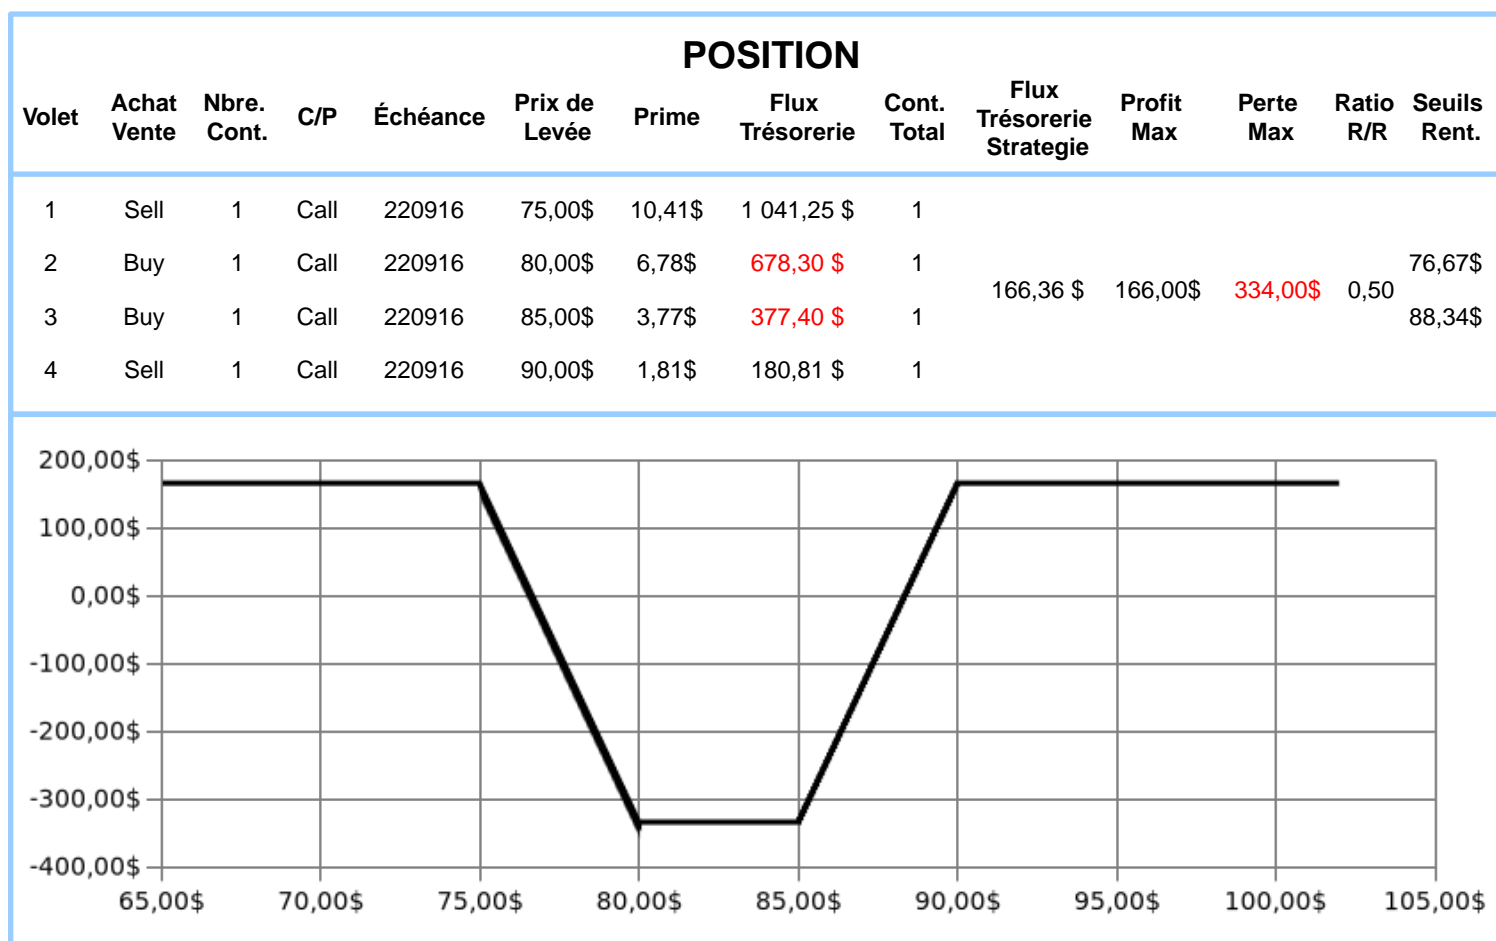 POSITION
Volet Achat Vente Nbre. Cont. C/P Échéance Prix de Levée Prime Flux Trésorerie Cont. Total Flux Trésorerie Strategie Profit Max Perte Max Ratio R/R Seuils Rent.
1 Sell 1 Call 220916 75,00$ 10,41$ 1 041,25 $ 1
2 Buy 1 Call 220916 80,00$ 6,78$ 678,30 $ 1 76,67$
166,36 $ 166,00$ 334,00$ 0,50
3 Buy 1 Call 220916 85,00$ 3,77$ 377,40 $ 1 88,34$
4 Sell 1 Call 220916 90,00$ 1,81$ 180,81 $ 1
200,00$
100,00$
0,00$
-100,00$
-200,00$
-300,00$
-400,00$
65,00$ 70,00$ 75,00$ 80,00$ 85,00$ 90,00$ 95,00$ 100,00$ 105,00$